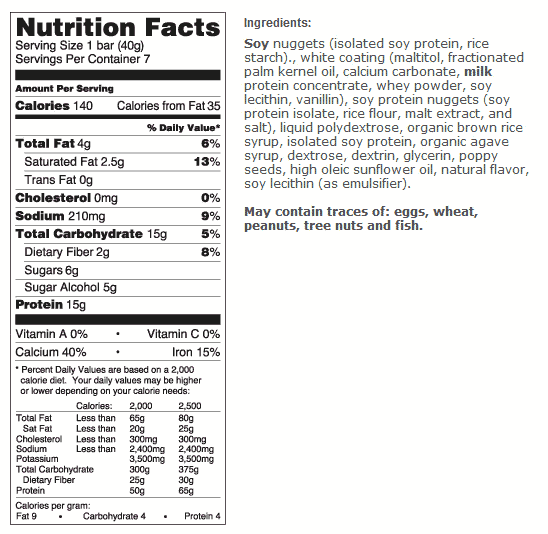 Nutrition Facts
Serving Size 1 bar (40g)
Servings Per Container 7
Amount Per Serving
Calories 140 Calories from Fat 35
% Daily Value*
Total Fat 4g 6%
Saturated Fat 2.5g 13%
Trans Fat 0g
Cholesterol 0mg 0%
Sodium 210mg 9%
Total Carbohydrate 15g 5%
Dietary Fiber 2g 8%
Sugars 6g
Sugar Alcohol 5g
Protein 15g
Vitamin A 0% • Vitamin C 0%
Calcium 40% • Iron 15%
* Percent Daily Values are based on a 2,000
calorie diet. Your daily values may be higher
or lower depending on your calorie needs:
Calories: 2,000 2,500
Total Fat Less than 65g 80g
Sat Fat Less than 20g 25g
Cholesterol Less than 300mg 300mg
Sodium Less than 2,400mg 2,400mg
Potassium 3,500mg 3,500mg
Total Carbohydrate 300g 375g
Dietary Fiber 25g 30g
Protein 50g 65g
Calories per gram:
Fat 9 • Carbohydrate 4 • Protein 4
Ingredients:
Soy nuggets (isolated soy protein, rice
starch)., white coating (maltitol, fractionated
palm kernel oil, calcium carbonate, milk
protein concentrate, whey powder, soy
lecithin, vanillin), soy protein nuggets (soy
protein isolate, rice flour, malt extract, and
salt), liquid polydextrose, organic brown rice
syrup, isolated soy protein, organic agave
syrup, dextrose, dextrin, glycerin, poppy
seeds, high oleic sunflower oil, natural flavor,
soy lecithin (as emulsifier).
May contain traces of: eggs, wheat,
peanuts, tree nuts and fish.